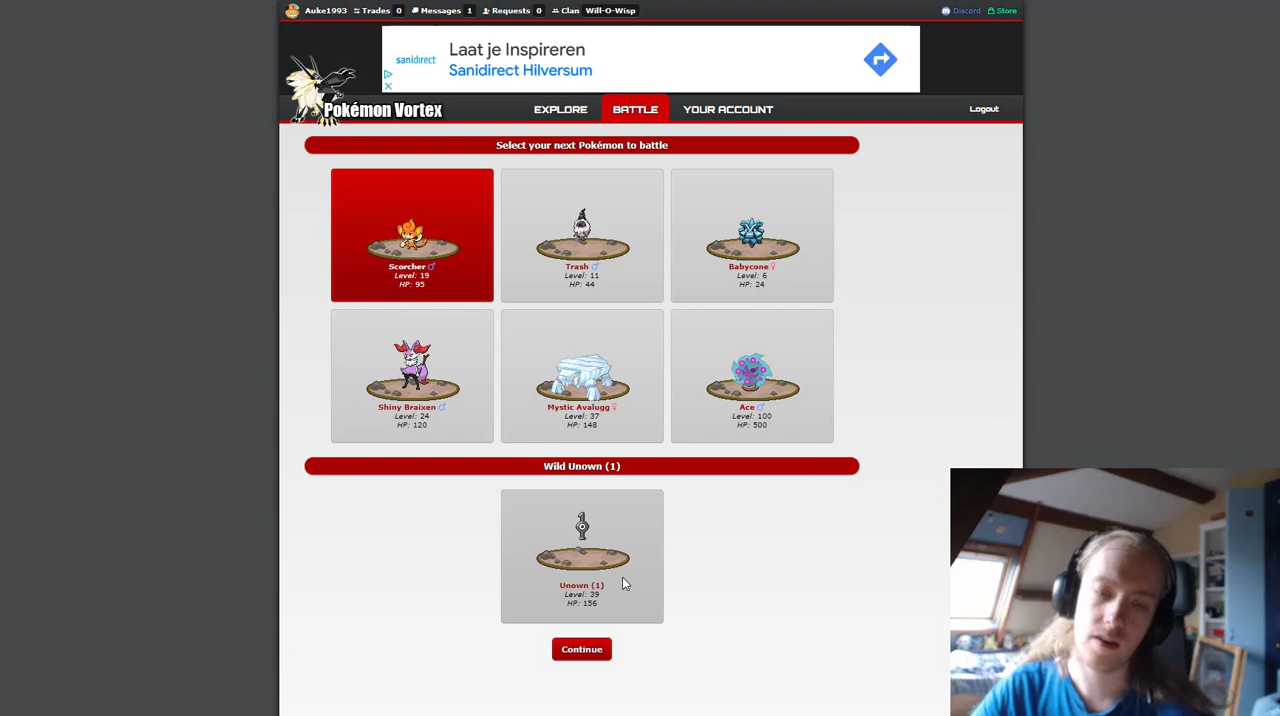 Auke1993 Trades 0 Messages 1 Requests 0 Clan Will-O-Wisp Discord Store
sanidirect
Laat je Inspireren
Sanidirect Hilversum
Pokémon Vortex
EXPLORE BATTLE YOUR ACCOUNT Logout
Select your next Pokémon to battle
Scorcher ♂
Level: 19
HP: 95
Trash ♂
Level: 11
HP: 44
Babycone ♀
Level: 6
HP: 24
Shiny Braixen ♂
Level: 24
HP: 120
Mystic Avalugg ♀
Level: 37
HP: 148
Ace ♂
Level: 100
HP: 500
Wild Unown (1)
Unown (1)
Level: 39
HP: 156
Continue